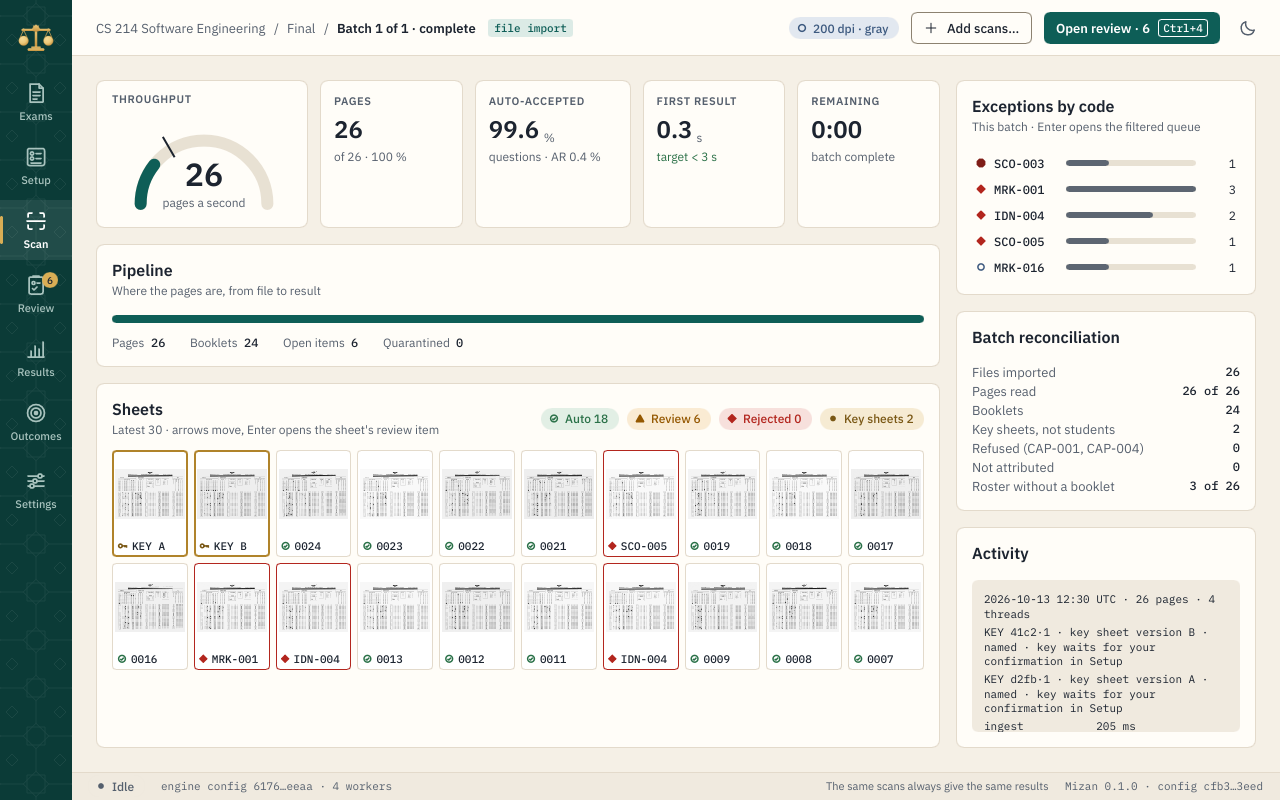 CS 214 Software Engineering / Final / Batch 1 of 1 · complete file import
200 dpi · gray
+ Add scans…
Open review · 6 Ctrl+4
Exams
Setup
Scan
6
Review
Results
Outcomes
Settings
THROUGHPUT
26
pages a second
PAGES
26
of 26 · 100 %
AUTO-ACCEPTED
99.6 %
questions · AR 0.4 %
FIRST RESULT
0.3 s
target < 3 s
REMAINING
0:00
batch complete
Pipeline
Where the pages are, from file to result
Pages 26 Booklets 24 Open items 6 Quarantined 0
Sheets
Latest 30 · arrows move, Enter opens the sheet's review item
Auto 18 Review 6 Rejected 0 Key sheets 2
KEY A KEY B 0024 0023 0022 0021 SCO-005 0019 0018 0017
0016 MRK-001 IDN-004 0013 0012 0011 IDN-004 0009 0008 0007
Exceptions by code
This batch · Enter opens the filtered queue
SCO-003 1
MRK-001 3
IDN-004 2
SCO-005 1
MRK-016 1
Batch reconciliation
Files imported 26
Pages read 26 of 26
Booklets 24
Key sheets, not students 2
Refused (CAP-001, CAP-004) 0
Not attributed 0
Roster without a booklet 3 of 26
Activity
2026-10-13 12:30 UTC · 26 pages · 4
threads
KEY 41c2·1 · key sheet version B ·
named · key waits for your
confirmation in Setup
KEY d2fb·1 · key sheet version A ·
named · key waits for your
confirmation in Setup
ingest 205 ms
Idle engine config 6176…eeaa · 4 workers
The same scans always give the same results Mizan 0.1.0 · config cfb3…3eed